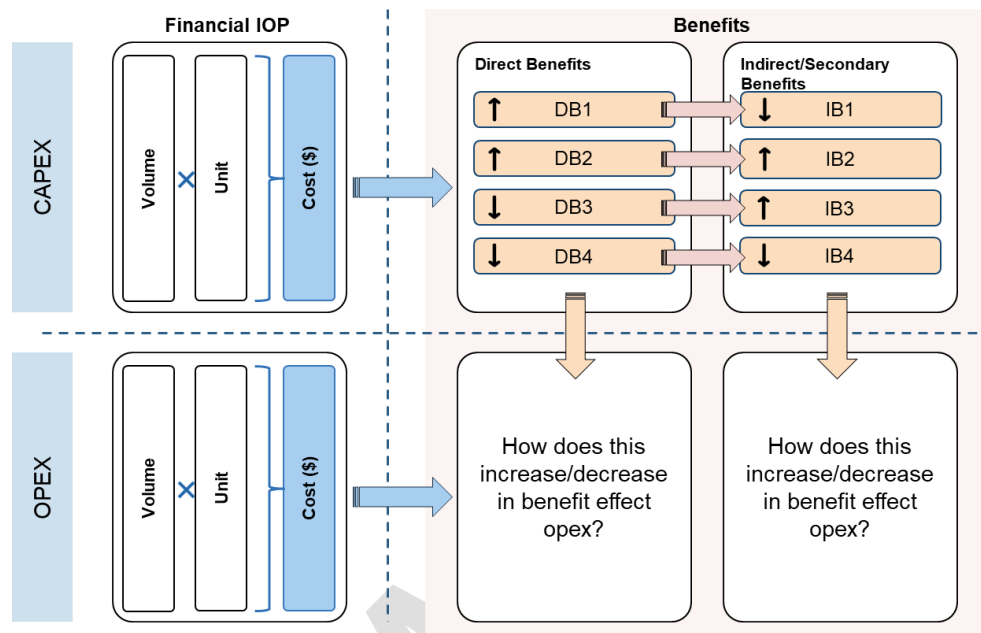 Financial IOP
Benefits
CAPEX
Volume
×
Unit
Cost ($)
Direct Benefits
↑ DB1
↑ DB2
↓ DB3
↓ DB4
Indirect/Secondary
Benefits
↓ IB1
↑ IB2
↑ IB3
↓ IB4
OPEX
Volume
×
Unit
Cost ($)
How does this
increase/decrease
in benefit effect
opex?
How does this
increase/decrease
in benefit effect
opex?